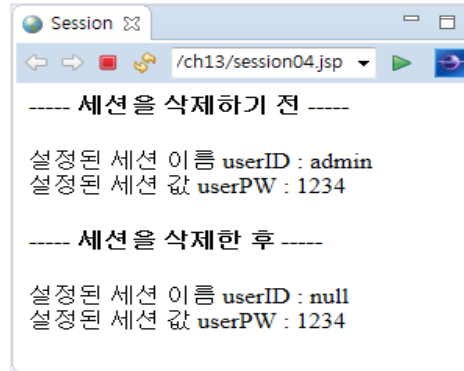 Session
/ch13/session04.jsp
----- 세션을 삭제하기 전 -----
설정된 세션 이름 userID : admin
설정된 세션 값 userPW : 1234
----- 세션을 삭제한 후 -----
설정된 세션 이름 userID : null
설정된 세션 값 userPW : 1234